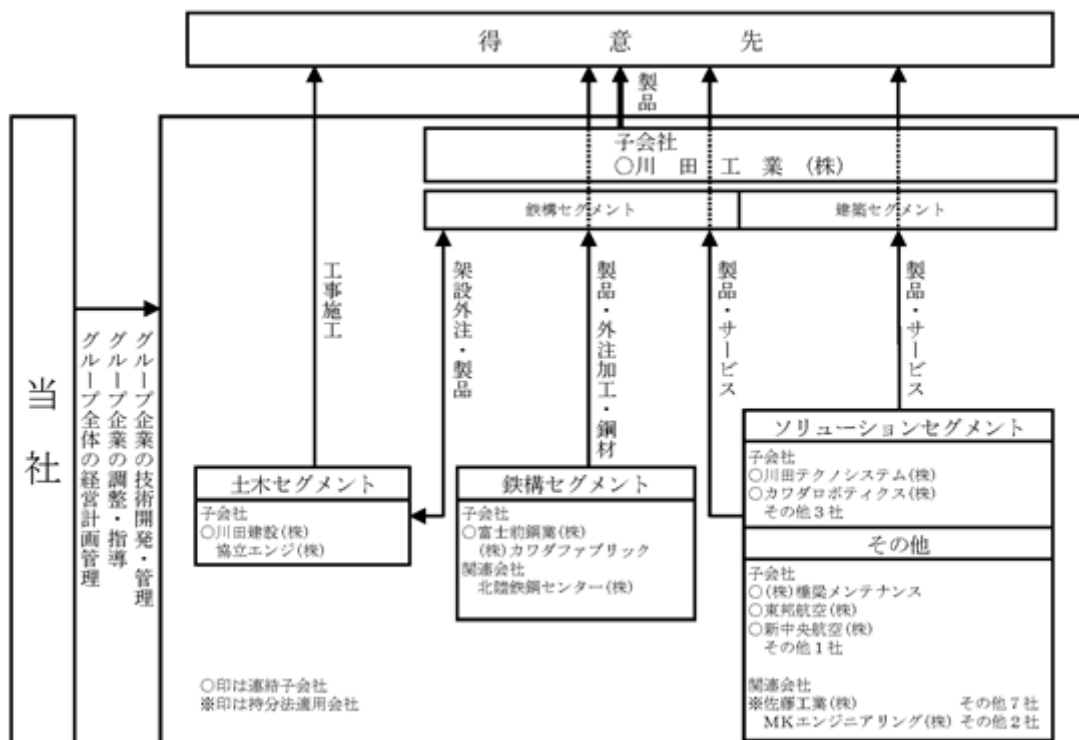 得意先
製品
子会社
○川田工業(株)
鉄構セグメント
建築セグメント
工事施工
架設外注・製品
製品・外注加工・鋼材
製品・サービス
製品・サービス
当社
グループ企業の技術開発・管理
グループ企業の調整・指導
グループ全体の経営計画管理
土木セグメント
子会社
○川田建設(株)
協立エンジ(株)
鉄構セグメント
子会社
○富士前鋼業(株)
(株)カワダファブリック
関連会社
北陸鉄鋼センター(株)
ソリューションセグメント
子会社
○川田テクノシステム(株)
○カワダロボティクス(株)
その他3社
その他
子会社
○(株)橋梁メンテナンス
○東邦航空(株)
○新中央航空(株)
その他1社
関連会社
※佐藤工業(株) その他7社
MKエンジニアリング(株) その他2社
○印は連結子会社
※印は持分法適用会社